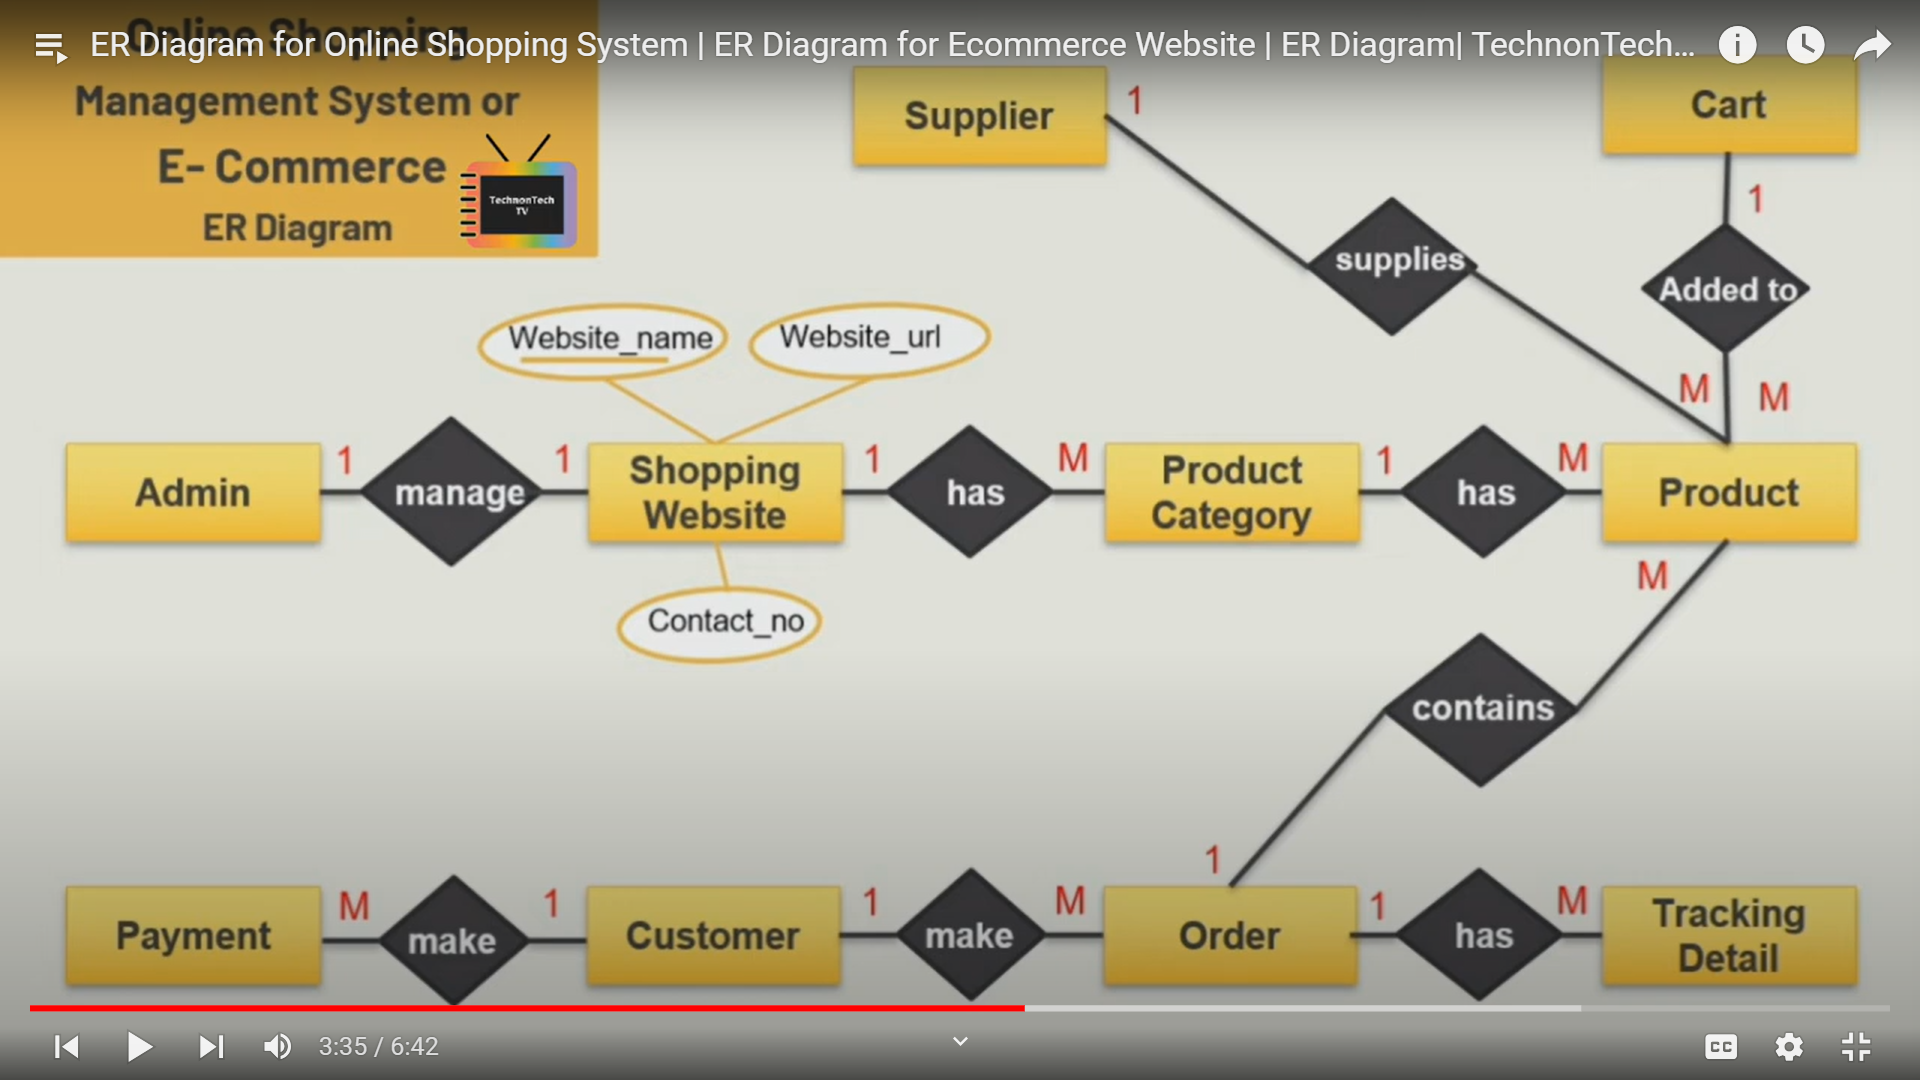 ER Diagram for Online Shopping System | ER Diagram for Ecommerce Website | ER Diagram| TechnonTech...
Online Shopping
Management System or
E- Commerce
ER Diagram
TechnonTech
TV
Supplier
1
Cart
1
supplies
Added to
M
M
Website_name
Website_url
Admin
1
manage
1
Shopping
Website
1
has
M
Product
Category
1
has
M
Product
Contact_no
M
contains
1
Payment
M
make
1
Customer
1
make
M
Order
1
has
M
Tracking
Detail
3:35 / 6:42
CC